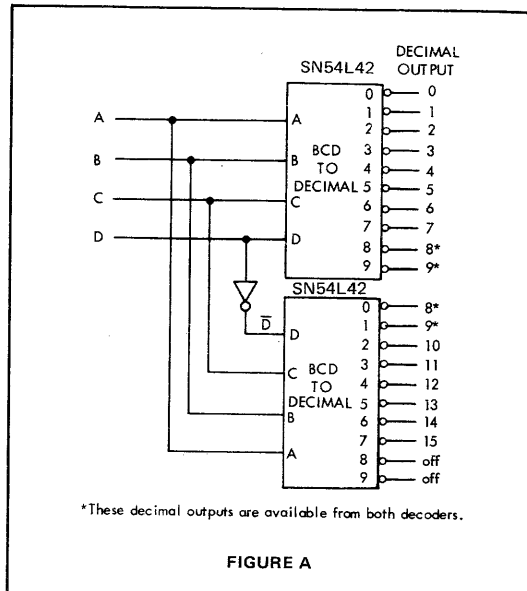 DECIMAL
OUTPUT
SN54L42
A
B
C
D
A
B
C
D
BCD
TO
DECIMAL
0
1
2
3
4
5
6
7
8
9
0
1
2
3
4
5
6
7
8*
9*
SN54L42
D̅
D
C
B
A
BCD
TO
DECIMAL
0
1
2
3
4
5
6
7
8
9
8*
9*
10
11
12
13
14
15
off
off
*These decimal outputs are available from both decoders.
FIGURE A